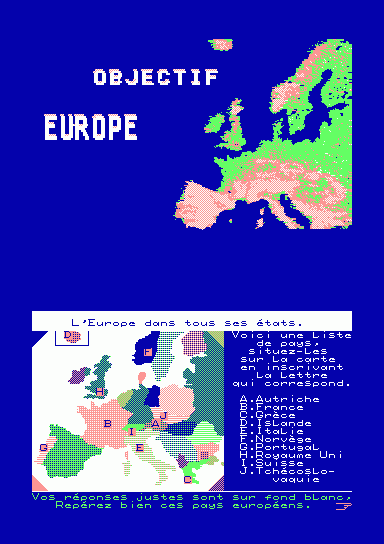 OBJECTIF
EUROPE
L'Europe dans tous ses états.
Voici une liste
de pays,
situez-les
sur la carte
en inscrivant
la lettre
qui correspond.
A.Autriche
B.France
C.Grèce
D.Islande
E.Italie
F.Norvège
G.Portugal
H.Royaume Uni
I.Suisse
J.Tchécoslo-
vaquie
D
F
H
J
B
A
I
G
E
C
Vos réponses justes sont sur fond blanc,
Repérez bien ces pays européens.